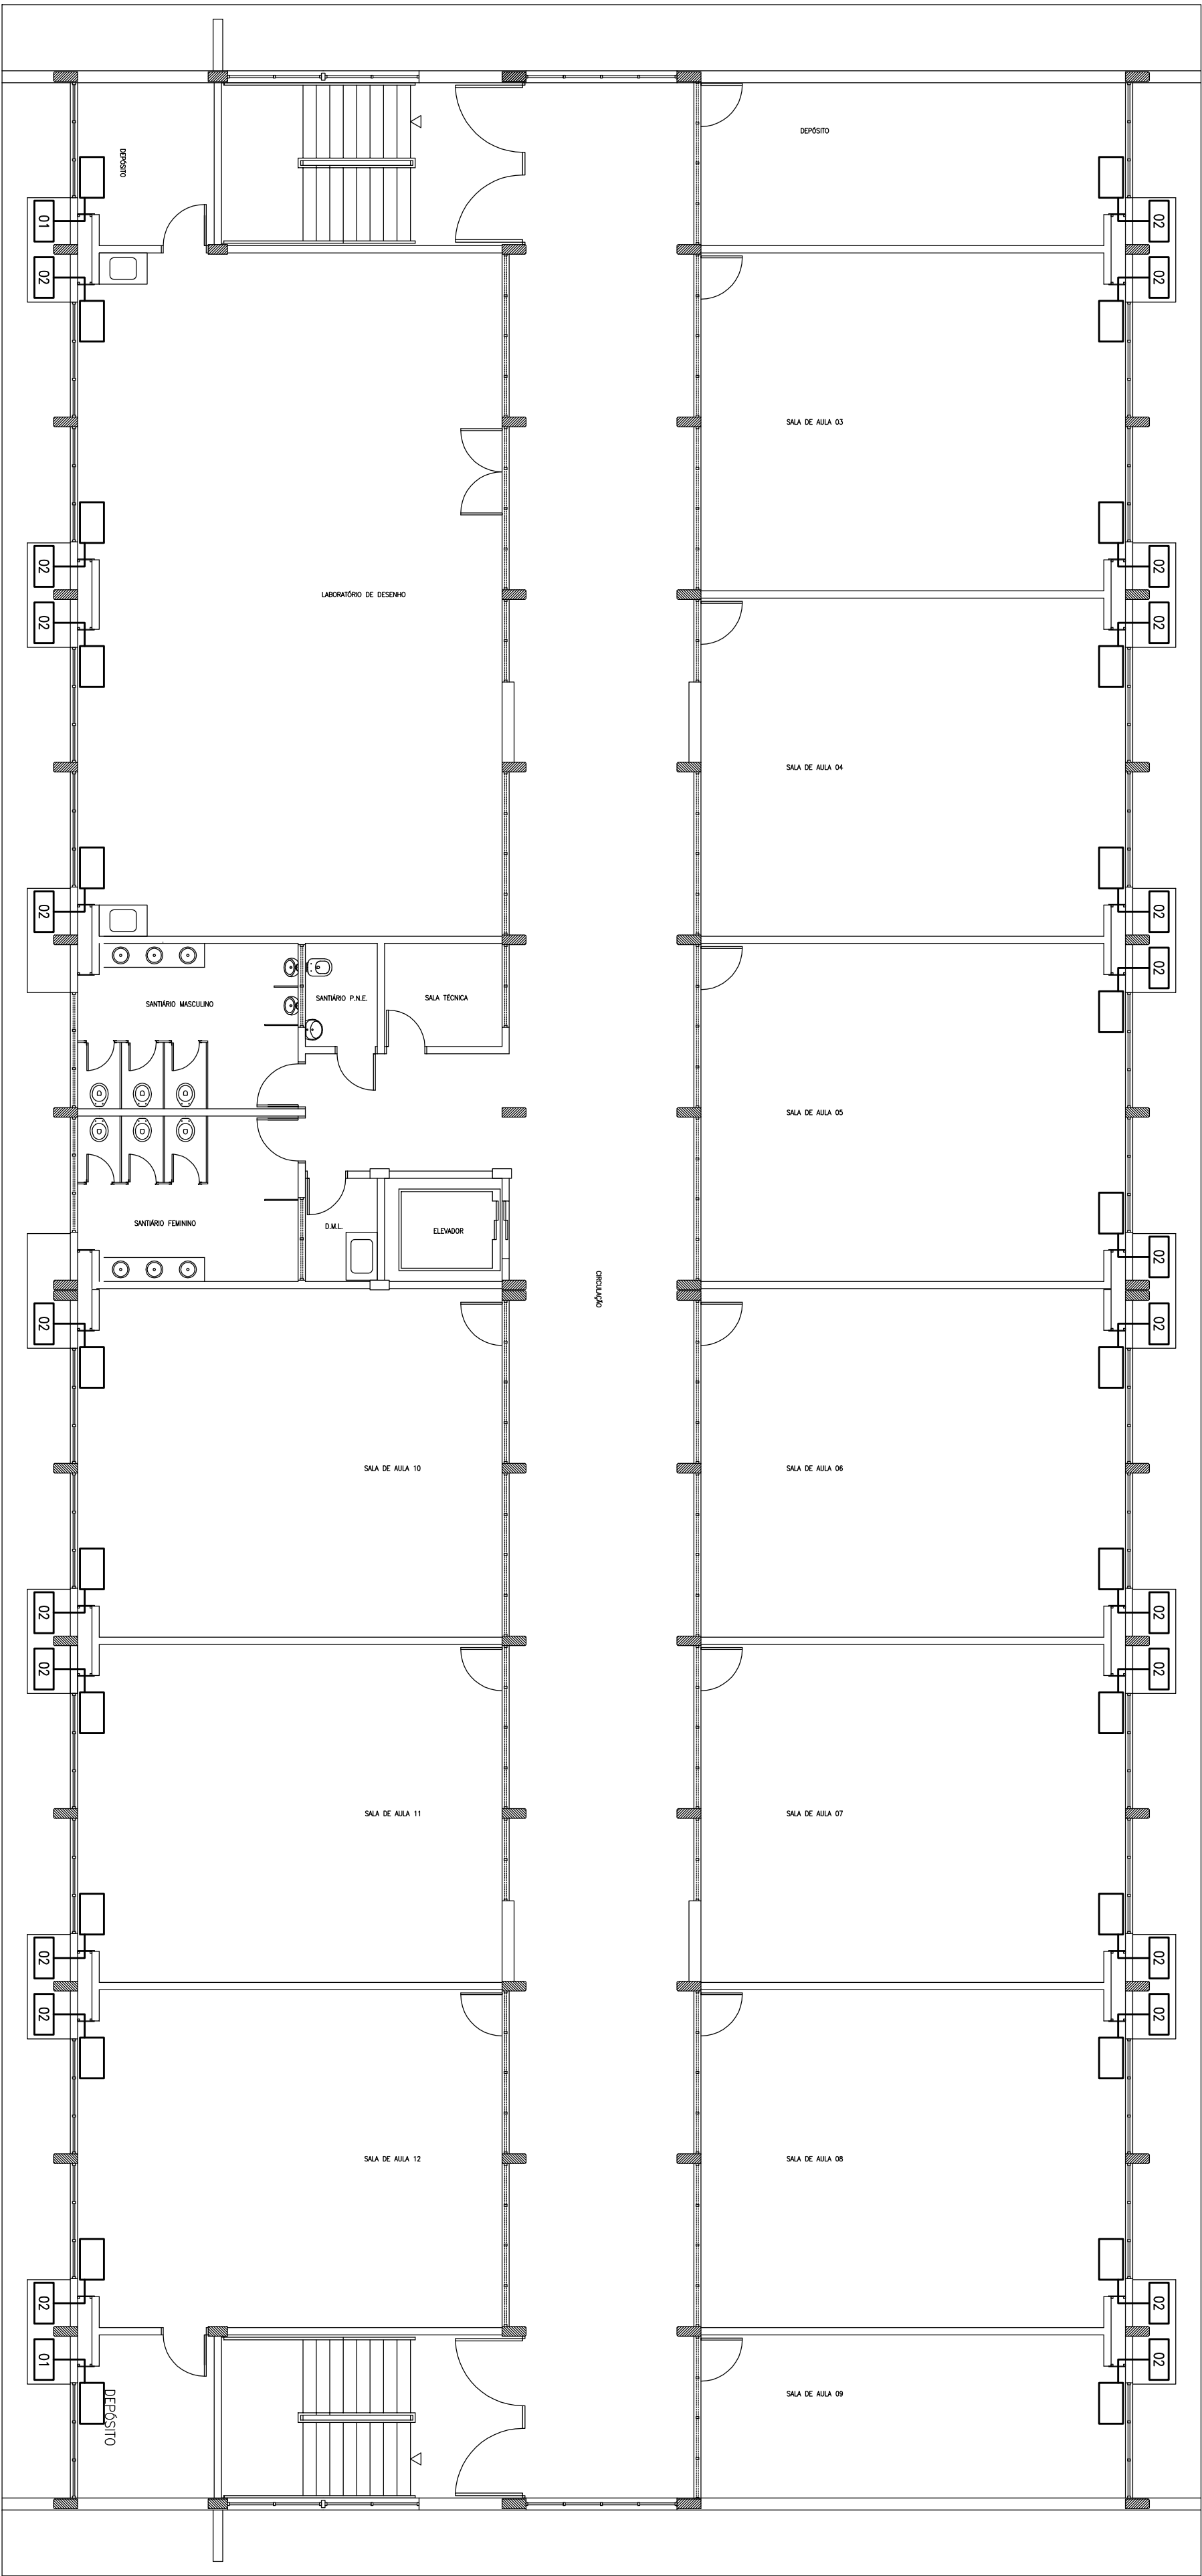 DEPÓSITO
DEPÓSITO
01
02
02
02
SALA DE AULA 03
02
02
LABORATÓRIO DE DESENHO
02
02
SALA DE AULA 04
02
02
02
SANTIÁRIO MASCULINO
SANTIÁRIO P.N.E.
SALA TÉCNICA
SALA DE AULA 05
SANTIÁRIO FEMININO
D.M.L.
ELEVADOR
02
CIRCULAÇÃO
02
02
SALA DE AULA 10
SALA DE AULA 06
02
02
02
02
SALA DE AULA 11
SALA DE AULA 07
02
02
02
02
SALA DE AULA 12
SALA DE AULA 08
02
02
01
02
SALA DE AULA 09
DEPÓSITO